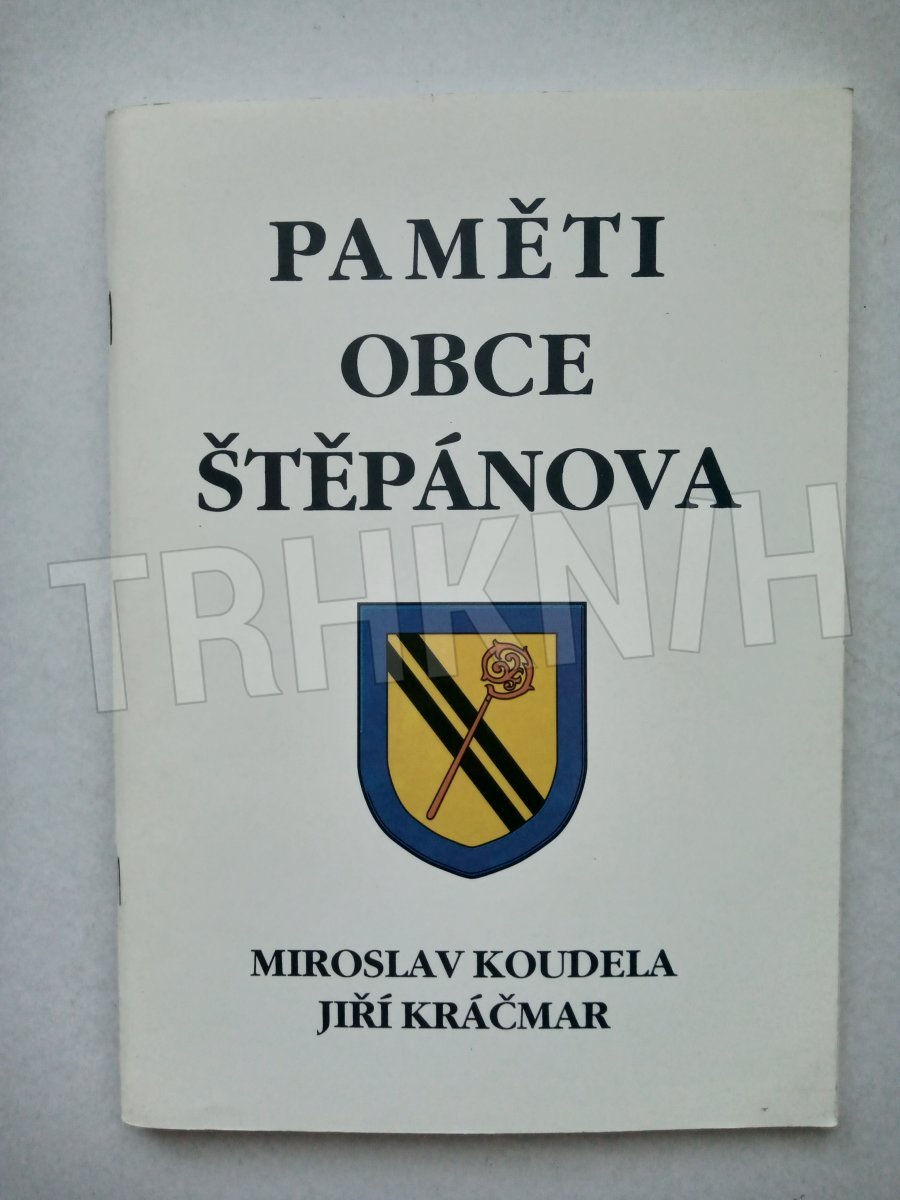 PAMĚTI
OBCE
ŠTĚPÁNOVA
TRHKNIH
MIROSLAV KOUDELA
JIŘÍ KRÁČMAR